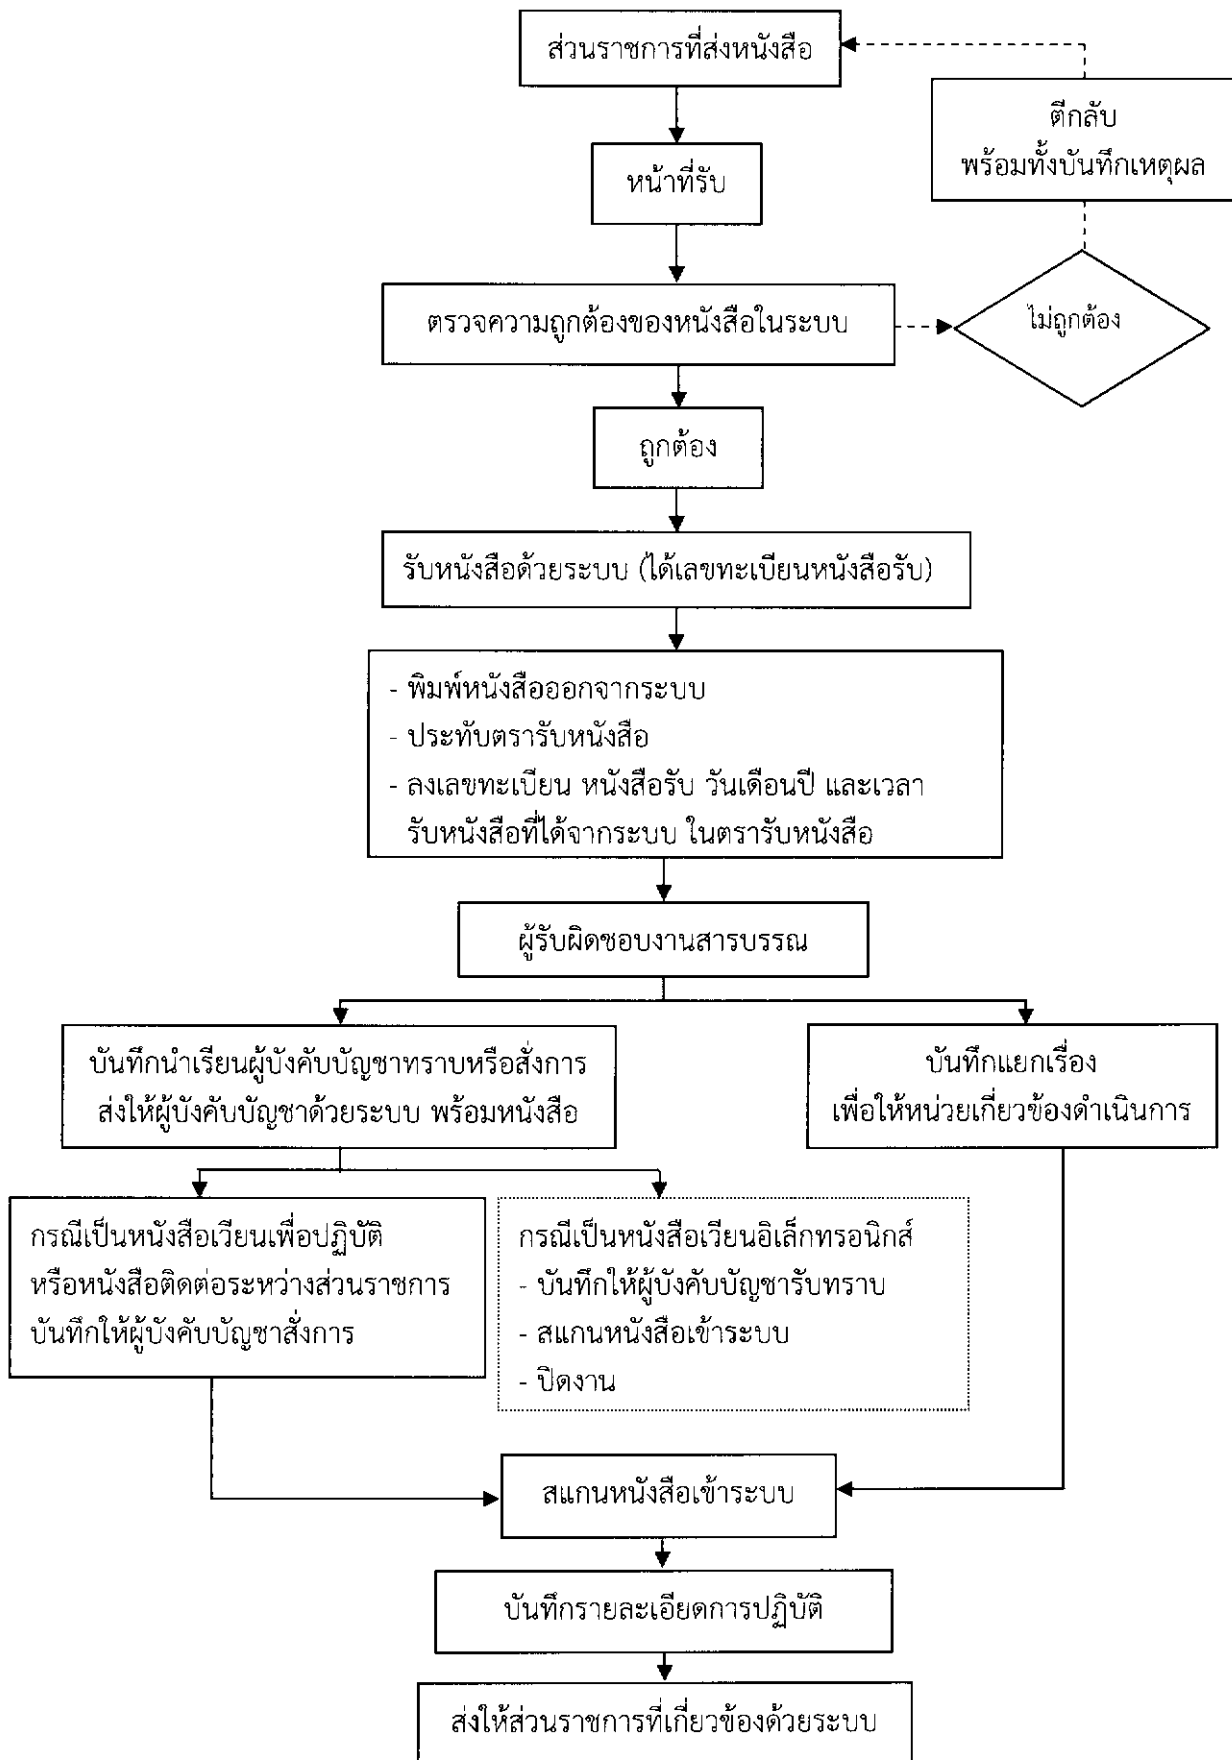 ส่วนราชการที่ส่งหนังสือ
ตีกลับ
พร้อมทั้งบันทึกเหตุผล
หน้าที่รับ
ตรวจความถูกต้องของหนังสือในระบบ
ไม่ถูกต้อง
ถูกต้อง
รับหนังสือด้วยระบบ (ได้เลขทะเบียนหนังสือรับ)
- พิมพ์หนังสือออกจากระบบ
- ประทับตรารับหนังสือ
- ลงเลขทะเบียน หนังสือรับ วันเดือนปี และเวลา
รับหนังสือที่ได้จากระบบ ในตรารับหนังสือ
ผู้รับผิดชอบงานสารบรรณ
บันทึกนำเรียนผู้บังคับบัญชาทราบหรือสั่งการ
ส่งให้ผู้บังคับบัญชาด้วยระบบ พร้อมหนังสือ
บันทึกแยกเรื่อง
เพื่อให้หน่วยเกี่ยวข้องดำเนินการ
กรณีเป็นหนังสือเวียนเพื่อปฏิบัติ
หรือหนังสือติดต่อระหว่างส่วนราชการ
บันทึกให้ผู้บังคับบัญชาสั่งการ
กรณีเป็นหนังสือเวียนอิเล็กทรอนิกส์
- บันทึกให้ผู้บังคับบัญชารับทราบ
- สแกนหนังสือเข้าระบบ
- ปิดงาน
สแกนหนังสือเข้าระบบ
บันทึกรายละเอียดการปฏิบัติ
ส่งให้ส่วนราชการที่เกี่ยวข้องด้วยระบบ